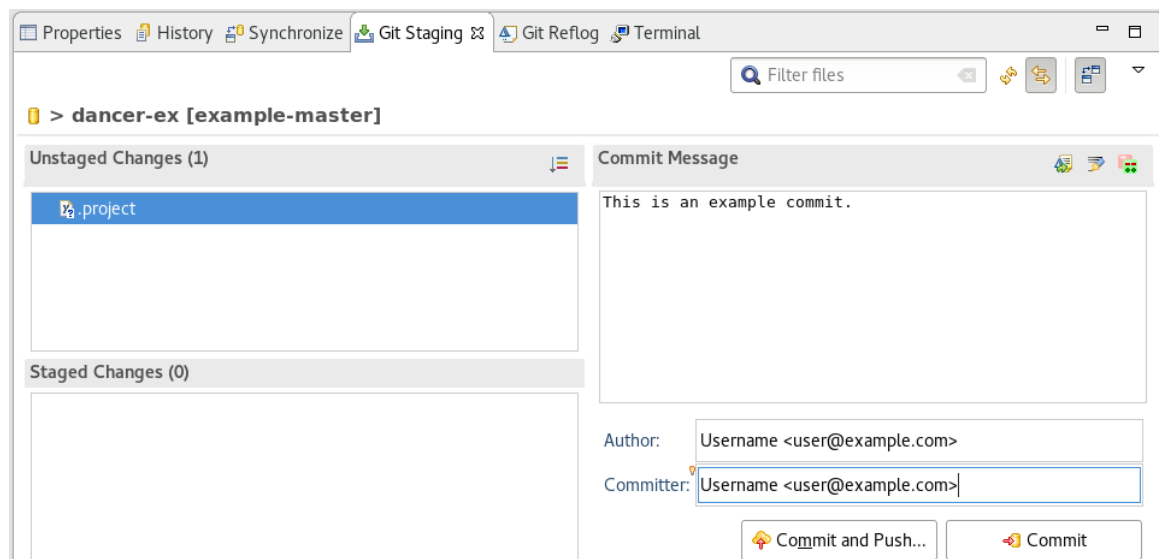 Properties History Synchronize Git Staging Git Reflog Terminal
Filter files
> dancer-ex [example-master]
Unstaged Changes (1)
.project
Staged Changes (0)
Commit Message
This is an example commit.
Author: Username <user@example.com>
Committer: Username <user@example.com>
Commit and Push... Commit